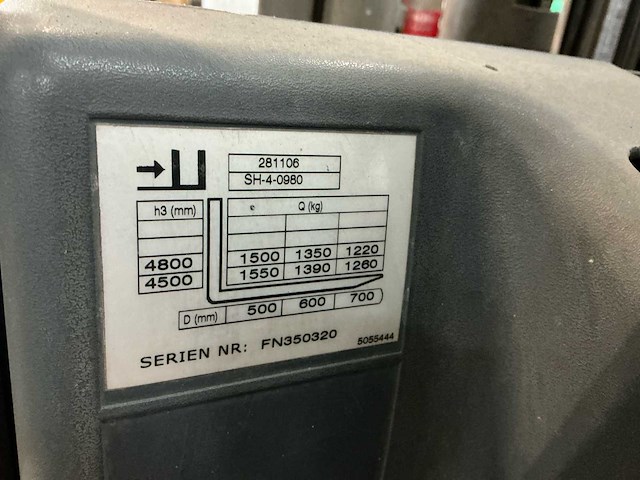 281106
SH-4-0980
h3 (mm) Q (kg)
4800 1500 1350 1220
4500 1550 1390 1260
D (mm) 500 600 700
SERIEN NR: FN350320 5055444